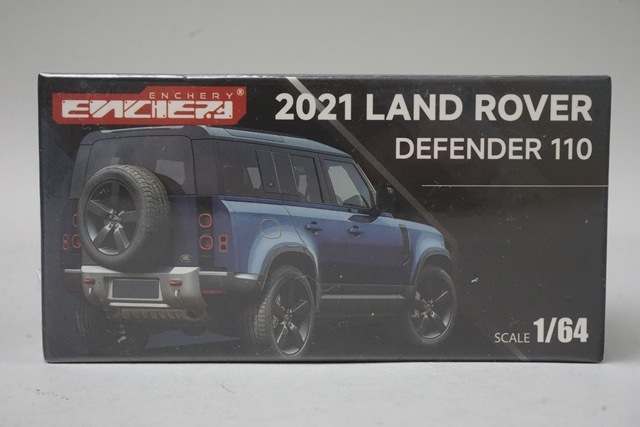 ENCHERY®
ENCHERY
2021 LAND ROVER
DEFENDER 110
SCALE 1/64